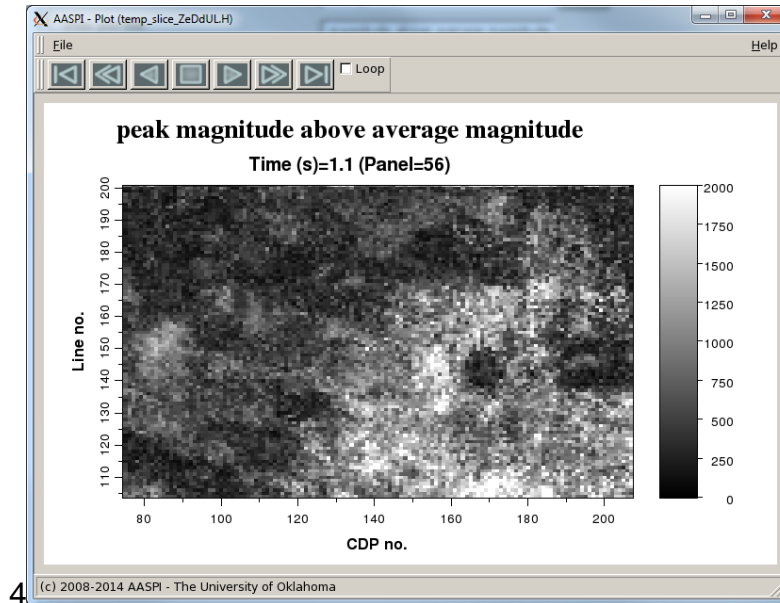 AASPI - Plot (temp_slice_ZeDdUL.H)
File
Help
Loop
peak magnitude above average magnitude
Time (s)=1.1 (Panel=56)
200
190
180
170
160
150
140
130
120
110
Line no.
80 100 120 140 160 180 200
CDP no.
2000
1750
1500
1250
1000
750
500
250
0
4
(c) 2008-2014 AASPI - The University of Oklahoma